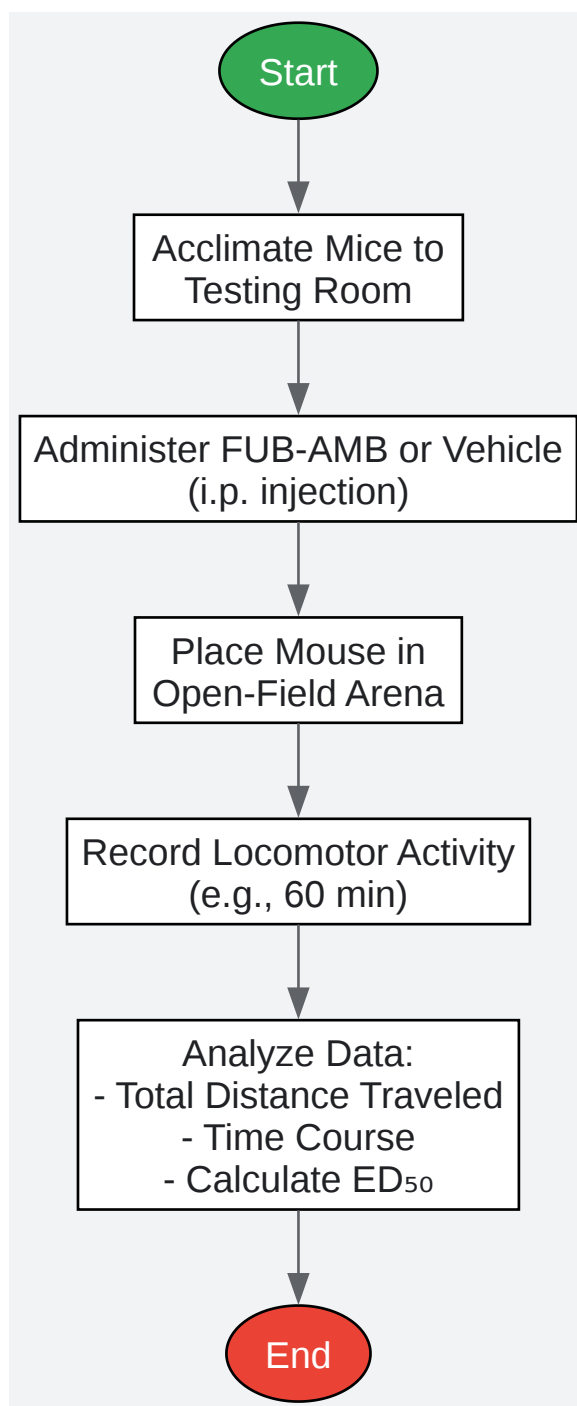 Start
Acclimate Mice to
Testing Room
Administer FUB-AMB or Vehicle
(i.p. injection)
Place Mouse in
Open-Field Arena
Record Locomotor Activity
(e.g., 60 min)
Analyze Data:
- Total Distance Traveled
- Time Course
- Calculate ED₅₀
End